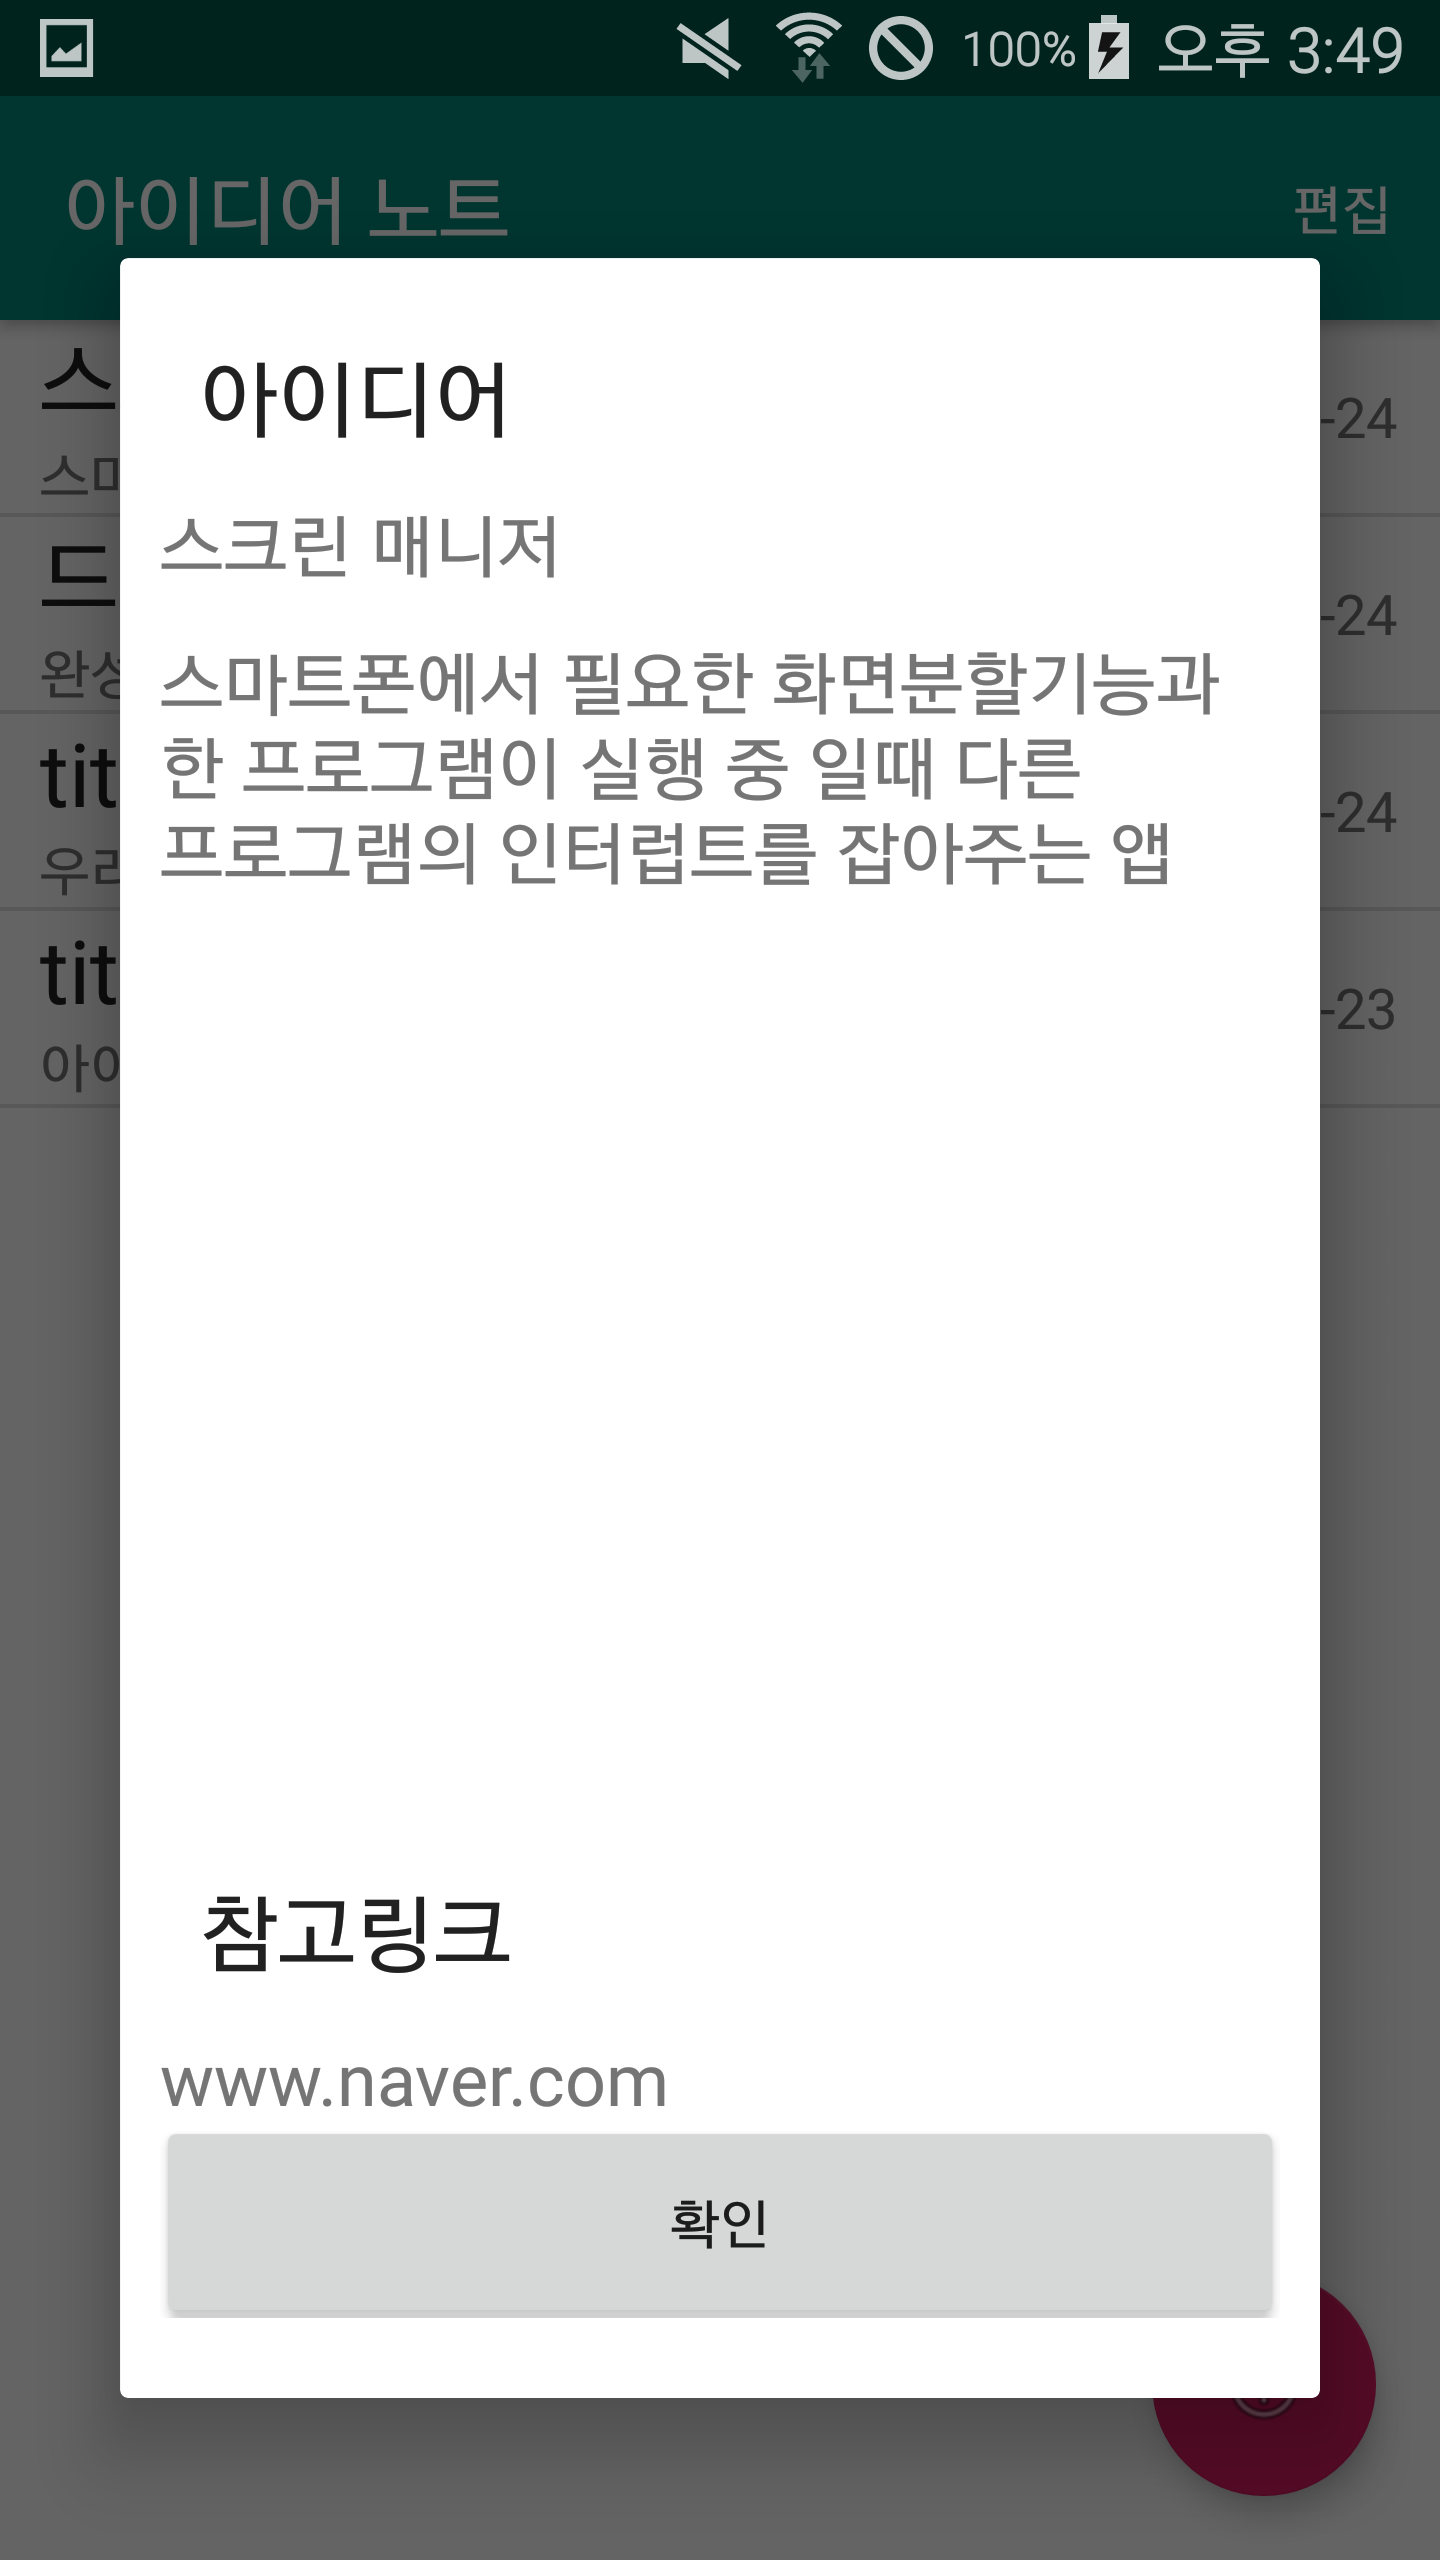 100% 오후 3:49
아이디어 노트
편집
아이디어
스크린 매니저
스마트폰에서 필요한 화면분할기능과
한 프로그램이 실행 중 일때 다른
프로그램의 인터럽트를 잡아주는 앱
스
-24
스마
드
-24
완성
tit
-24
우리
tit
-23
아이
참고링크
www.naver.com
확인